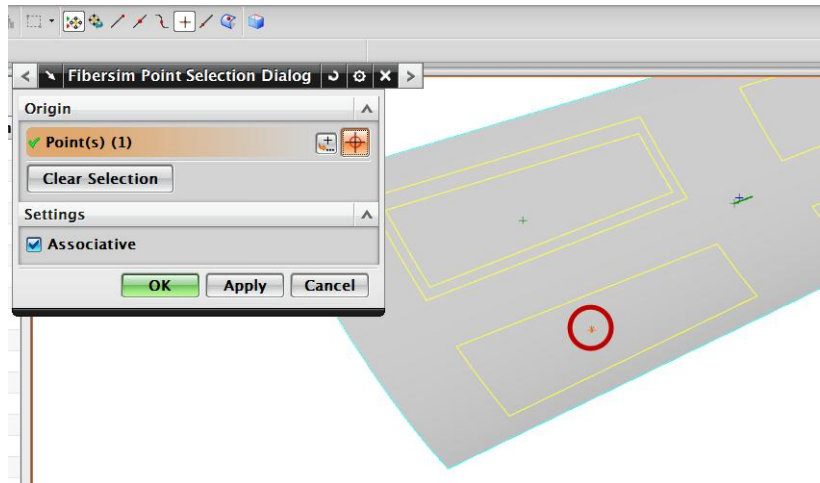 Fibersim Point Selection Dialog
Origin
Point(s) (1)
Clear Selection
Settings
Associative
OK Apply Cancel